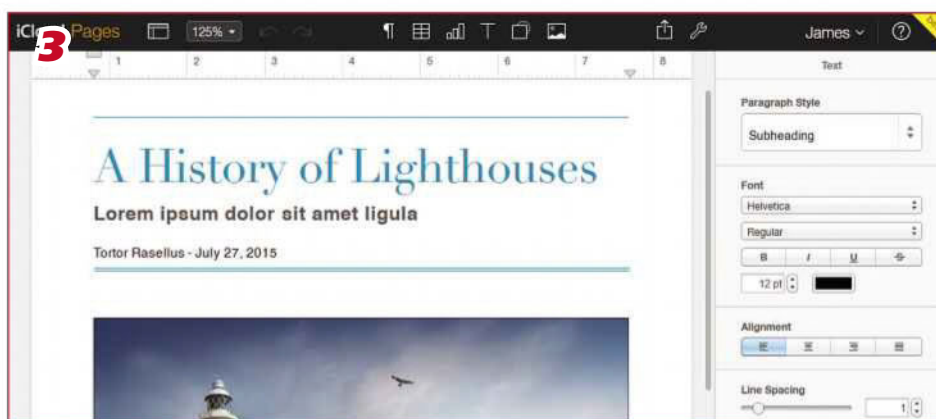 iCloud Pages 125% James ?
3
1 2 3 4 5 6 7 8
Text
Paragraph Style
Subheading
A History of Lighthouses
Lorem ipsum dolor sit amet ligula
Tortor Rasellus - July 27, 2015
Font
Helvetica
Regular
B I U S
12 pt
Alignment
Line Spacing
1